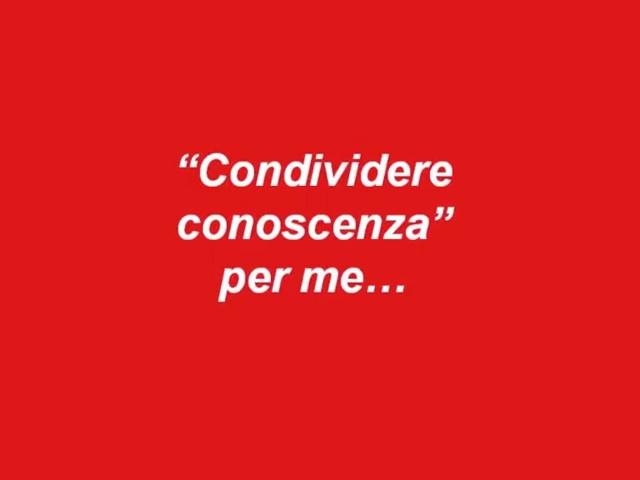 “Condividere
conoscenza”
per me…